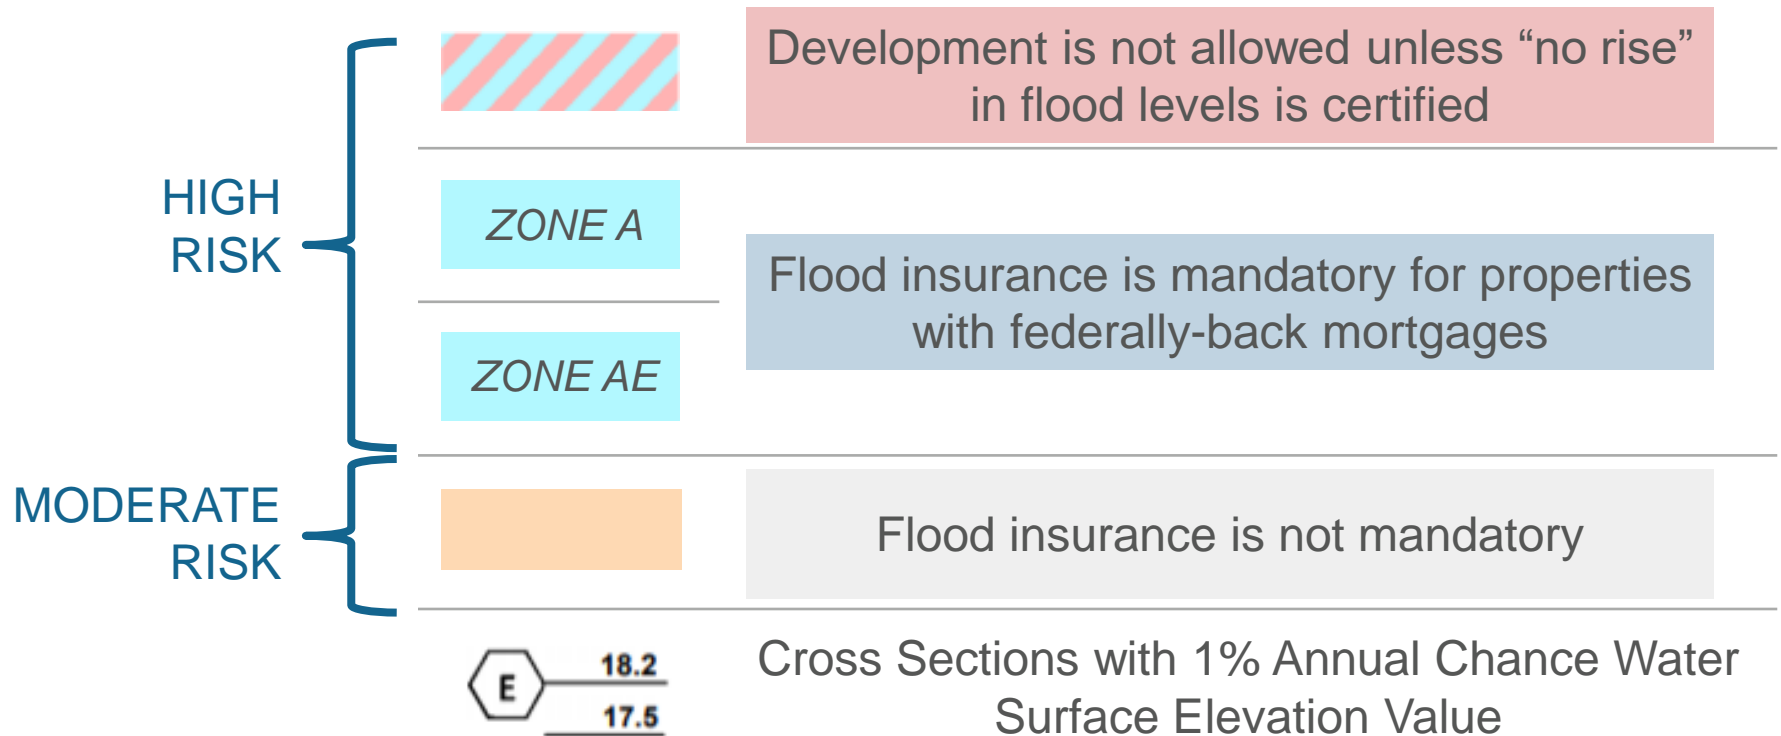 Development is not allowed unless “no rise”
in flood levels is certified
HIGH
RISK
ZONE A
Flood insurance is mandatory for properties
with federally-back mortgages
ZONE AE
MODERATE
RISK
Flood insurance is not mandatory
E
18.2
17.5
Cross Sections with 1% Annual Chance Water
Surface Elevation Value